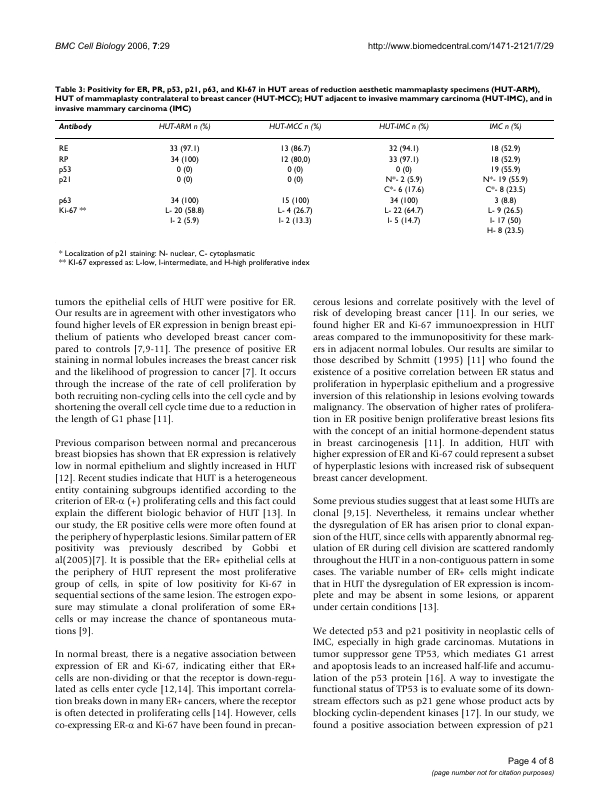 BMC Cell Biology 2006, 7:29
http://www.biomedcentral.com/1471-2121/7/29
Table 3: Positivity for ER, PR, p53, p21, p63, and KI-67 in HUT areas of reduction aesthetic mammaplasty specimens (HUT-ARM),
HUT of mammaplasty contralateral to breast cancer (HUT-MCC); HUT adjacent to invasive mammary carcinoma (HUT-IMC), and in
invasive mammary carcinoma (IMC)
Antibody HUT-ARM n (%) HUT-MCC n (%) HUT-IMC n (%) IMC n (%)
RE 33 (97.1) 13 (86.7) 32 (94.1) 18 (52.9)
RP 34 (100) 12 (80,0) 33 (97.1) 18 (52.9)
p53 0 (0) 0 (0) 0 (0) 19 (55.9)
p21 0 (0) 0 (0) N*- 2 (5.9) N*- 19 (55.9)
C*- 6 (17.6) C*- 8 (23.5)
p63 34 (100) 15 (100) 34 (100) 3 (8.8)
Ki-67 ** L- 20 (58.8) L- 4 (26.7) L- 22 (64.7) L- 9 (26.5)
I- 2 (5.9) I- 2 (13.3) I- 5 (14.7) I- 17 (50)
H- 8 (23.5)
* Localization of p21 staining: N- nuclear, C- cytoplasmatic
** KI-67 expressed as: L-low, I-intermediate, and H-high proliferative index
tumors the epithelial cells of HUT were positive for ER.
Our results are in agreement with other investigators who
found higher levels of ER expression in benign breast epi-
thelium of patients who developed breast cancer com-
pared to controls [7,9-11]. The presence of positive ER
staining in normal lobules increases the breast cancer risk
and the likelihood of progression to cancer [7]. It occurs
through the increase of the rate of cell proliferation by
both recruiting non-cycling cells into the cell cycle and by
shortening the overall cell cycle time due to a reduction in
the length of G1 phase [11].
Previous comparison between normal and precancerous
breast biopsies has shown that ER expression is relatively
low in normal epithelium and slightly increased in HUT
[12]. Recent studies indicate that HUT is a heterogeneous
entity containing subgroups identified according to the
criterion of ER-α (+) proliferating cells and this fact could
explain the different biologic behavior of HUT [13]. In
our study, the ER positive cells were more often found at
the periphery of hyperplastic lesions. Similar pattern of ER
positivity was previously described by Gobbi et
al(2005)[7]. It is possible that the ER+ epithelial cells at
the periphery of HUT represent the most proliferative
group of cells, in spite of low positivity for Ki-67 in
sequential sections of the same lesion. The estrogen expo-
sure may stimulate a clonal proliferation of some ER+
cells or may increase the chance of spontaneous muta-
tions [9].
In normal breast, there is a negative association between
expression of ER and Ki-67, indicating either that ER+
cells are non-dividing or that the receptor is down-regu-
lated as cells enter cycle [12,14]. This important correla-
tion breaks down in many ER+ cancers, where the receptor
is often detected in proliferating cells [14]. However, cells
co-expressing ER-α and Ki-67 have been found in precan-
cerous lesions and correlate positively with the level of
risk of developing breast cancer [11]. In our series, we
found higher ER and Ki-67 immunoexpression in HUT
areas compared to the immunopositivity for these mark-
ers in adjacent normal lobules. Our results are similar to
those described by Schmitt (1995) [11] who found the
existence of a positive correlation between ER status and
proliferation in hyperplasic epithelium and a progressive
inversion of this relationship in lesions evolving towards
malignancy. The observation of higher rates of prolifera-
tion in ER positive benign proliferative breast lesions fits
with the concept of an initial hormone-dependent status
in breast carcinogenesis [11]. In addition, HUT with
higher expression of ER and Ki-67 could represent a subset
of hyperplastic lesions with increased risk of subsequent
breast cancer development.
Some previous studies suggest that at least some HUTs are
clonal [9,15]. Nevertheless, it remains unclear whether
the dysregulation of ER has arisen prior to clonal expan-
sion of the HUT, since cells with apparently abnormal reg-
ulation of ER during cell division are scattered randomly
throughout the HUT in a non-contiguous pattern in some
cases. The variable number of ER+ cells might indicate
that in HUT the dysregulation of ER expression is incom-
plete and may be absent in some lesions, or apparent
under certain conditions [13].
We detected p53 and p21 positivity in neoplastic cells of
IMC, especially in high grade carcinomas. Mutations in
tumor suppressor gene TP53, which mediates G1 arrest
and apoptosis leads to an increased half-life and accumu-
lation of the p53 protein [16]. A way to investigate the
functional status of TP53 is to evaluate some of its down-
stream effectors such as p21 gene whose product acts by
blocking cyclin-dependent kinases [17]. In our study, we
found a positive association between expression of p21
Page 4 of 8
(page number not for citation purposes)